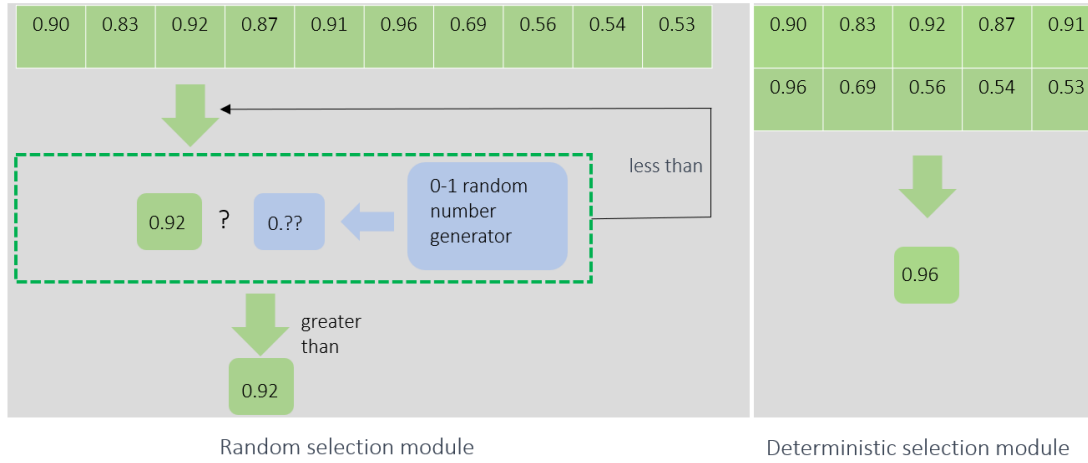 0.90 0.83 0.92 0.87 0.91 0.96 0.69 0.56 0.54 0.53
less than
0.92 ? 0.??
0-1 random
number
generator
greater
than
0.92
Random selection module
0.90 0.83 0.92 0.87 0.91
0.96 0.69 0.56 0.54 0.53
0.96
Deterministic selection module